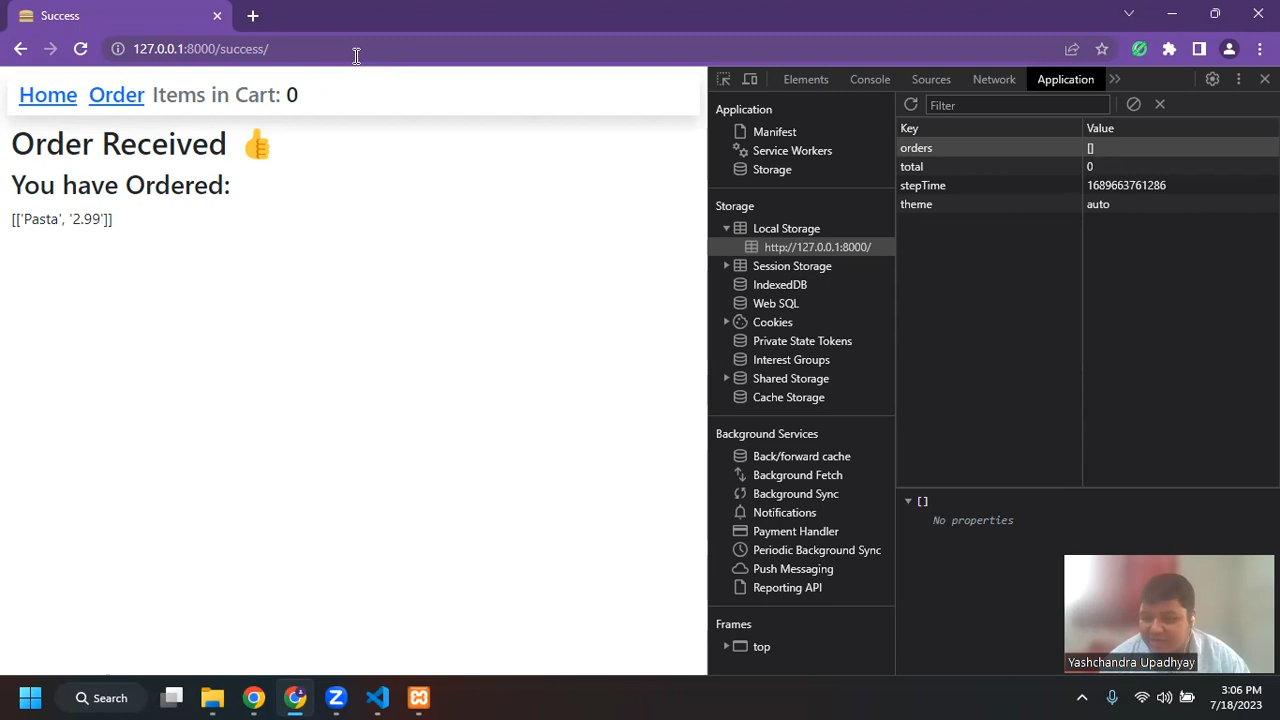 Success
127.0.0.1:8000/success/
Home Order Items in Cart: 0
Order Received 👍
You have Ordered:
[['Pasta', '2.99']]
Elements Console Sources Network Application
Application
Manifest
Service Workers
Storage
Storage
Local Storage
http://127.0.0.1:8000/
Session Storage
IndexedDB
Web SQL
Cookies
Private State Tokens
Interest Groups
Shared Storage
Cache Storage
Background Services
Back/forward cache
Background Fetch
Background Sync
Notifications
Payment Handler
Periodic Background Sync
Push Messaging
Reporting API
Frames
top
Filter
Key Value
orders []
total 0
stepTime 1689663761286
theme auto
[]
No properties
Yashchandra Upadhyay
Search
3:06 PM
7/18/2023